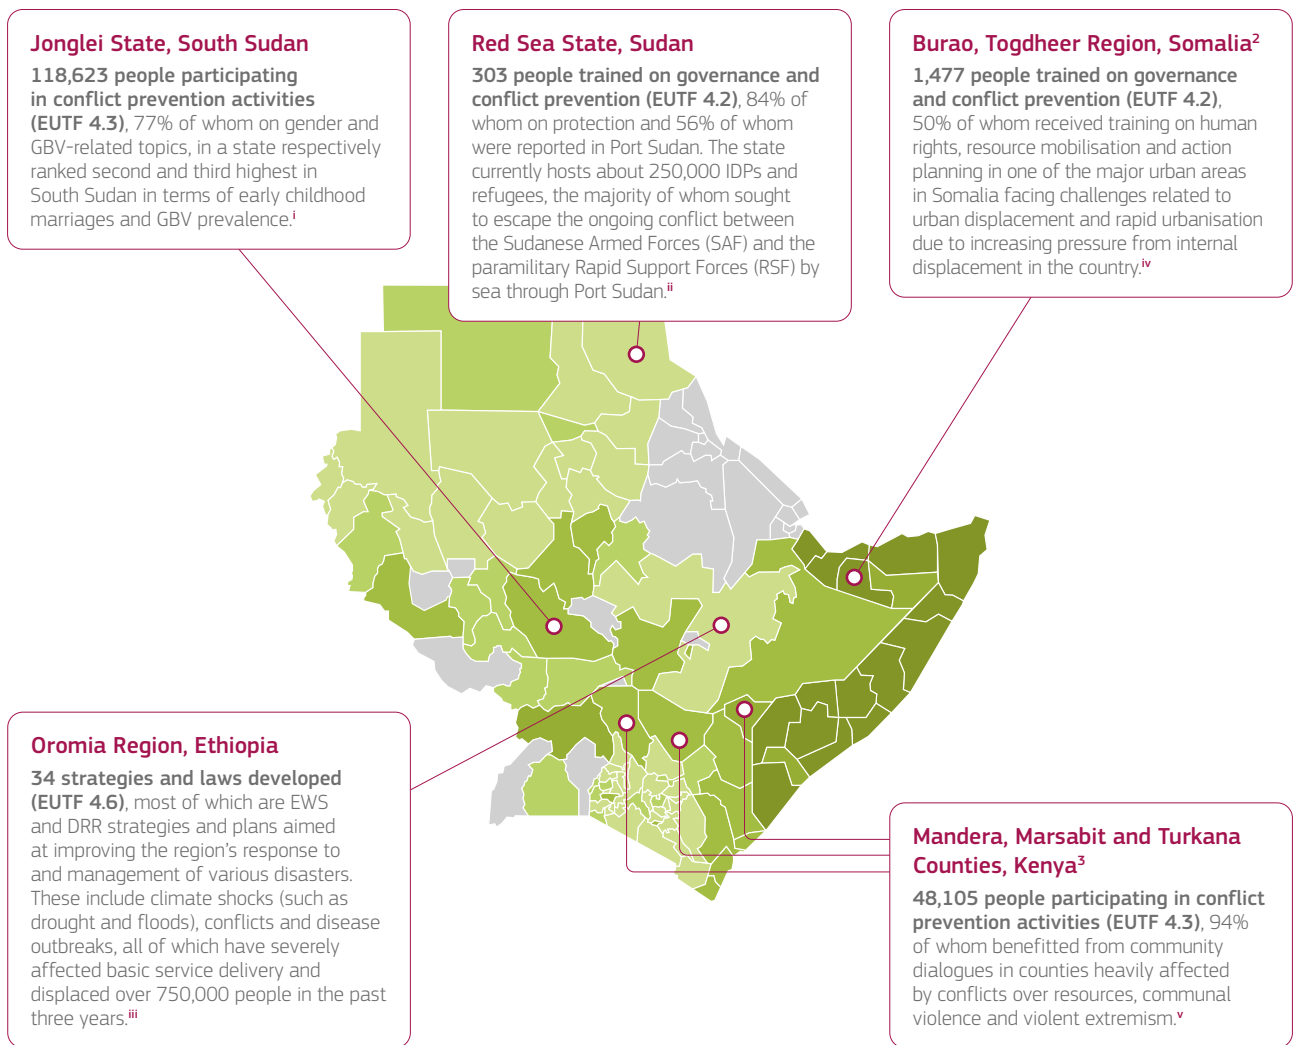 Jonglei State, South Sudan
118,623 people participating
in conflict prevention activities
(EUTF 4.3), 77% of whom on gender and
GBV-related topics, in a state respectively
ranked second and third highest in
South Sudan in terms of early childhood
marriages and GBV prevalence.i
Red Sea State, Sudan
303 people trained on governance and
conflict prevention (EUTF 4.2), 84% of
whom on protection and 56% of whom
were reported in Port Sudan. The state
currently hosts about 250,000 IDPs and
refugees, the majority of whom sought
to escape the ongoing conflict between
the Sudanese Armed Forces (SAF) and the
paramilitary Rapid Support Forces (RSF) by
sea through Port Sudan.ii
Burao, Togdheer Region, Somalia2
1,477 people trained on governance
and conflict prevention (EUTF 4.2),
50% of whom received training on human
rights, resource mobilisation and action
planning in one of the major urban areas
in Somalia facing challenges related to
urban displacement and rapid urbanisation
due to increasing pressure from internal
displacement in the country.iv
Oromia Region, Ethiopia
34 strategies and laws developed
(EUTF 4.6), most of which are EWS
and DRR strategies and plans aimed
at improving the region's response to
and management of various disasters.
These include climate shocks (such as
drought and floods), conflicts and disease
outbreaks, all of which have severely
affected basic service delivery and
displaced over 750,000 people in the past
three years.iii
Mandera, Marsabit and Turkana
Counties, Kenya3
48,105 people participating in conflict
prevention activities (EUTF 4.3), 94%
of whom benefitted from community
dialogues in counties heavily affected
by conflicts over resources, communal
violence and violent extremism.v